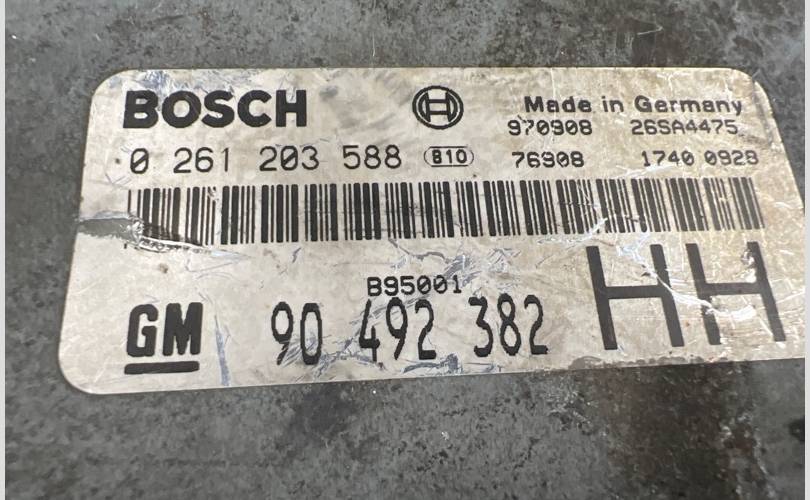 BOSCH
Made in Germany
970908 26SA4475
0 261 203 588 B10 76908 1740 0928
B95001
GM 90 492 382 HH